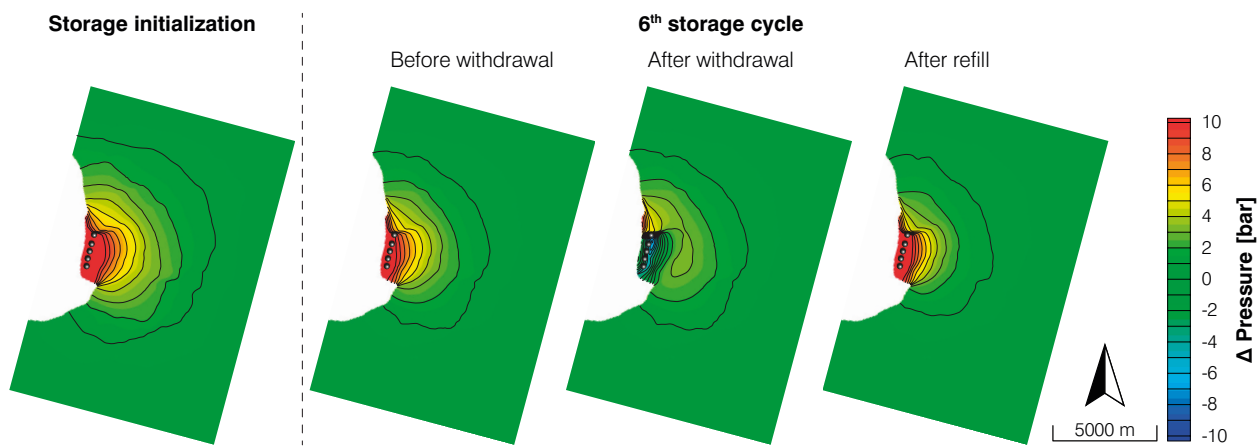 Storage initialization
6th storage cycle
Before withdrawal
After withdrawal
After refill
10
8
6
4
2
0
-2
-4
-6
-8
-10
Δ Pressure [bar]
5000 m